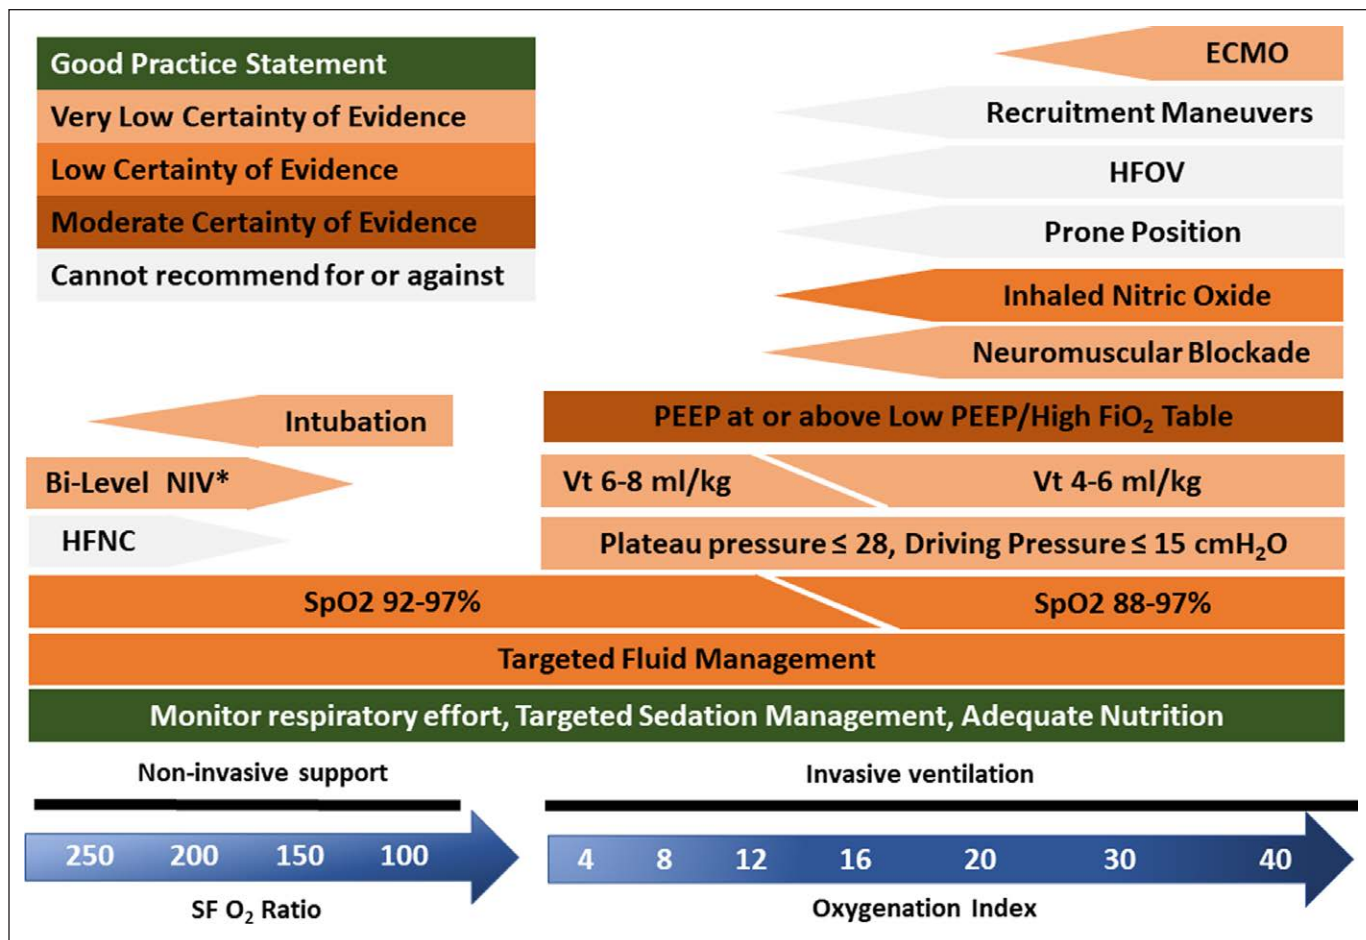 Good Practice Statement
Very Low Certainty of Evidence
Low Certainty of Evidence
Moderate Certainty of Evidence
Cannot recommend for or against
ECMO
Recruitment Maneuvers
HFOV
Prone Position
Inhaled Nitric Oxide
Neuromuscular Blockade
Intubation
PEEP at or above Low PEEP/High FiO₂ Table
Bi-Level NIV*
Vt 6-8 ml/kg
Vt 4-6 ml/kg
HFNC
Plateau pressure ≤ 28, Driving Pressure ≤ 15 cmH₂O
SpO2 92-97%
SpO2 88-97%
Targeted Fluid Management
Monitor respiratory effort, Targeted Sedation Management, Adequate Nutrition
Non-invasive support
Invasive ventilation
250 200 150 100
4 8 12 16 20 30 40
SF O₂ Ratio
Oxygenation Index